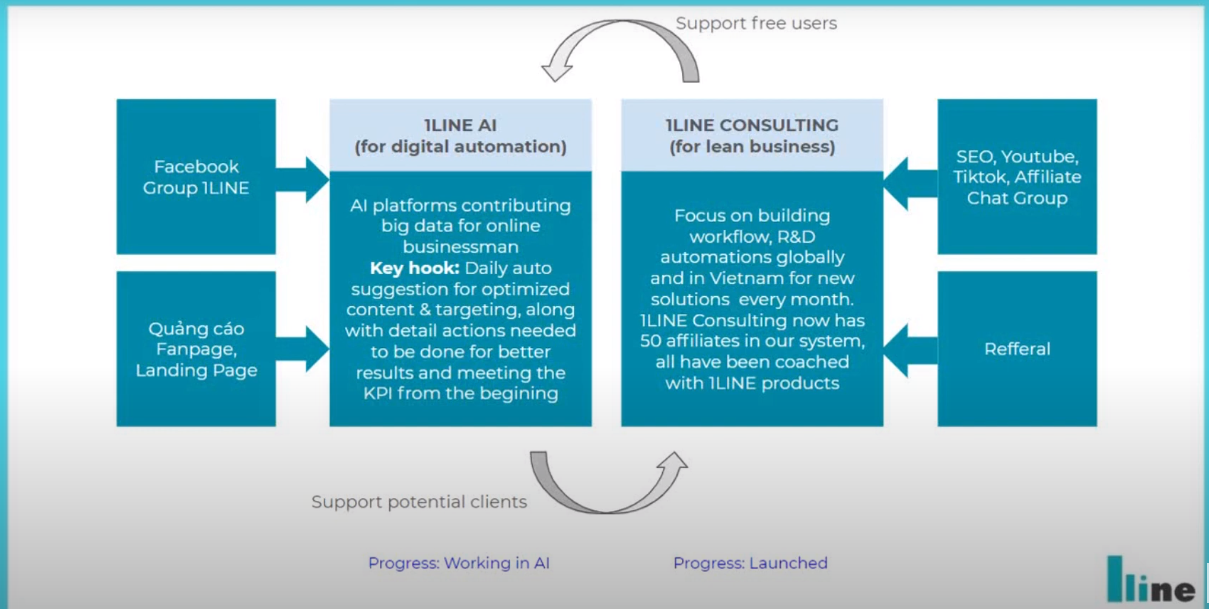 Support free users
Facebook
Group 1LINE
Quảng cáo
Fanpage,
Landing Page
1LINE AI
(for digital automation)
AI platforms contributing
big data for online
businessman
Key hook: Daily auto
suggestion for optimized
content & targeting, along
with detail actions needed
to be done for better
results and meeting the
KPI from the begining
1LINE CONSULTING
(for lean business)
Focus on building
workflow, R&D
automations globally
and in Vietnam for new
solutions every month.
1LINE Consulting now has
50 affiliates in our system,
all have been coached
with 1LINE products
SEO, Youtube,
Tiktok, Affiliate
Chat Group
Refferal
Support potential clients
Progress: Working in AI
Progress: Launched
1line